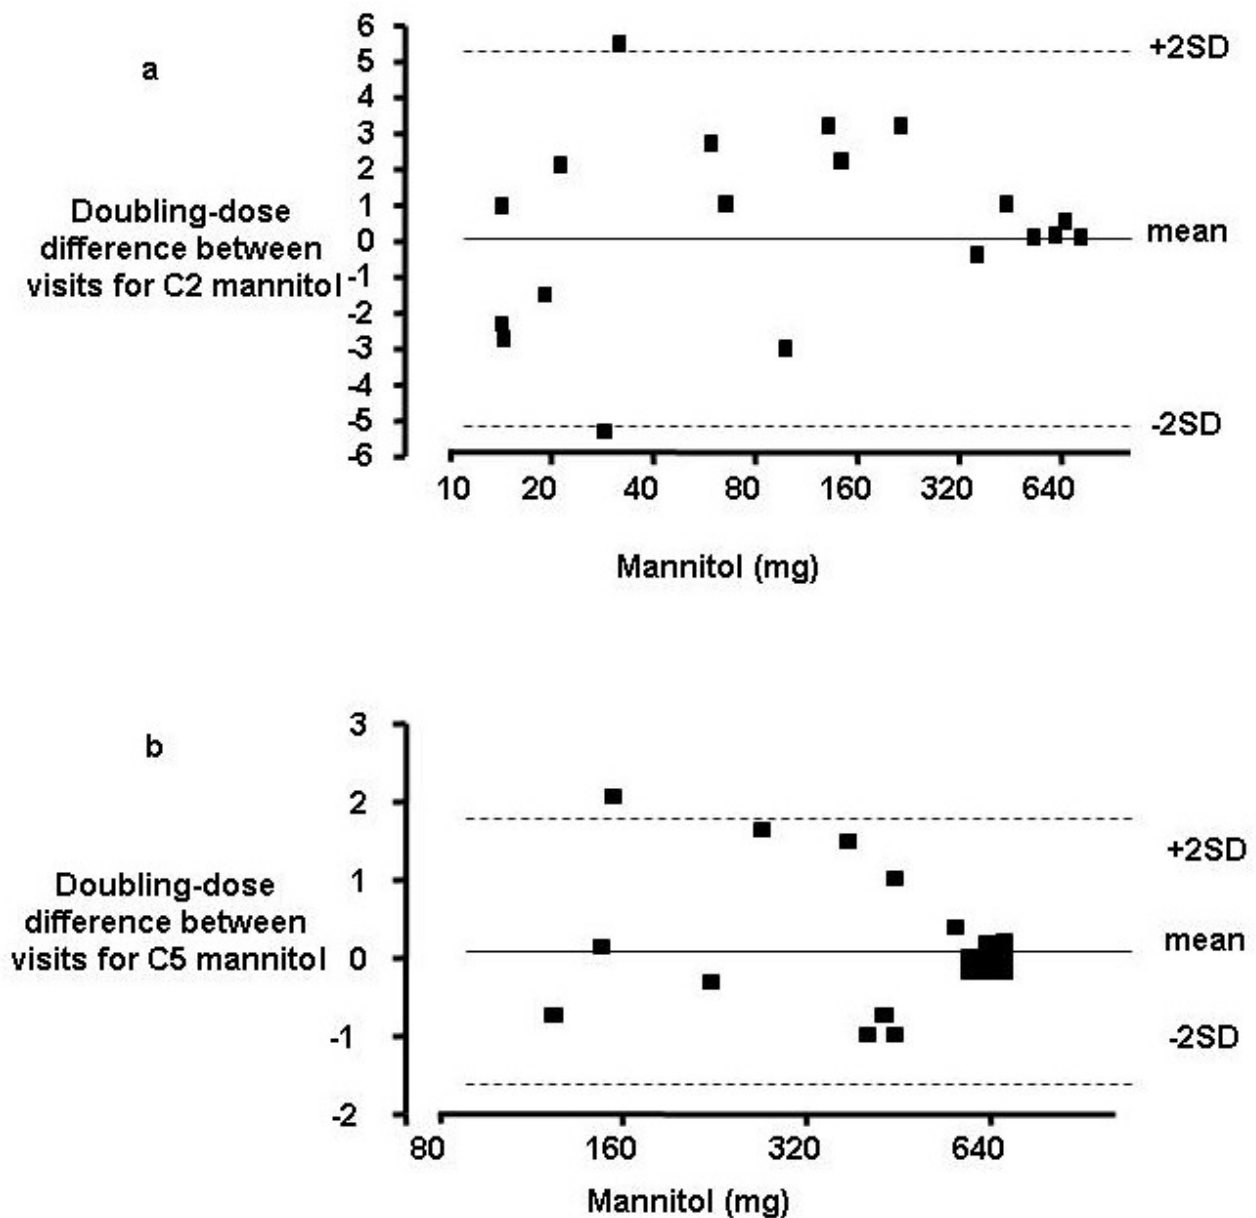 a
6
5
4
3
2
1
0
-1
-2
-3
-4
-5
-6
Doubling-dose
difference between
visits for C2 mannitol
+2SD
mean
-2SD
10 20 40 80 160 320 640
Mannitol (mg)
b
3
2
1
0
-1
-2
Doubling-dose
difference between
visits for C5 mannitol
+2SD
mean
-2SD
80 160 320 640
Mannitol (mg)